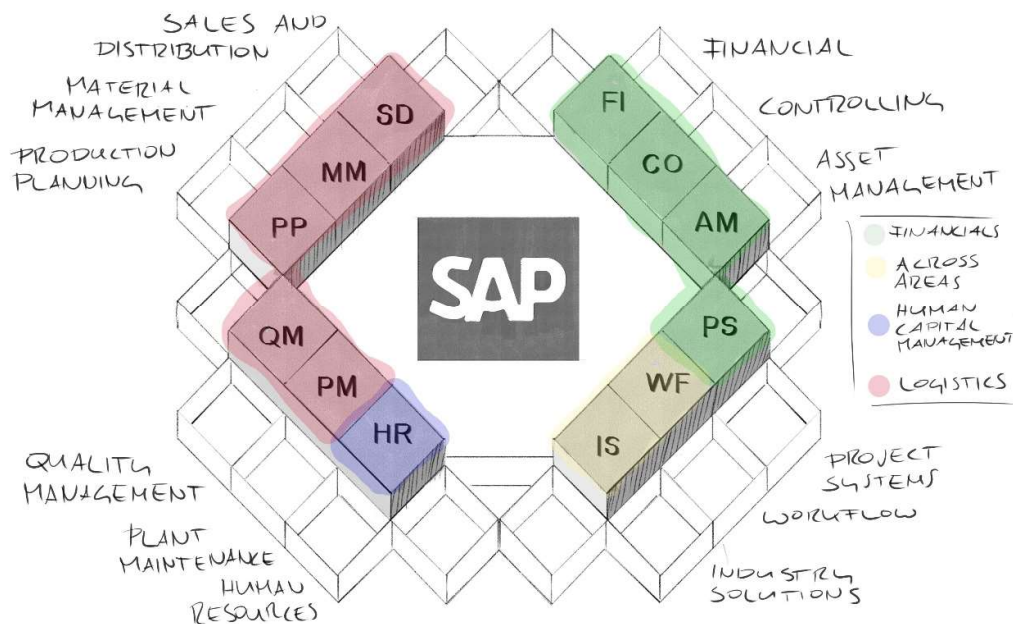 SALES AND
DISTRIBUTION
MATERIAL
MANAGEMENT
PRODUCTION
PLANNING
SD
MM
PP
QM
PM
HR
QUALITY
MANAGEMENT
PLANT
MAINTENANCE
HUMAN
RESOURCES
SAP
FINANCIAL
CONTROLLING
ASSET
MANAGEMENT
FI
CO
AM
PS
WF
IS
FINANCIALS
ACROSS
AREAS
HUMAN
CAPITAL
MANAGEMENT
LOGISTICS
PROJECT
SYSTEMS
WORKFLOW
INDUSTRY
SOLUTIONS